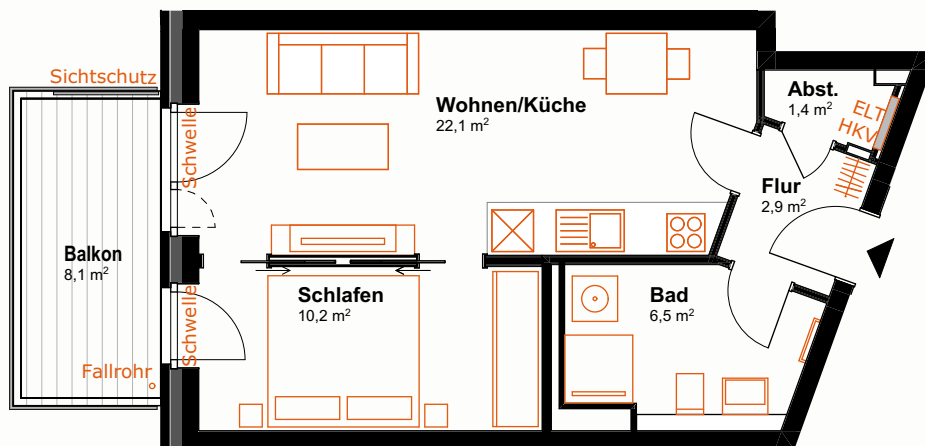 Sichtschutz
Schwelle
Wohnen/Küche
22,1 m²
Abst.
1,4 m²
ELT
HKV
Flur
2,9 m²
Balkon
8,1 m²
Schlafen
10,2 m²
Bad
6,5 m²
Schwelle
Fallrohr